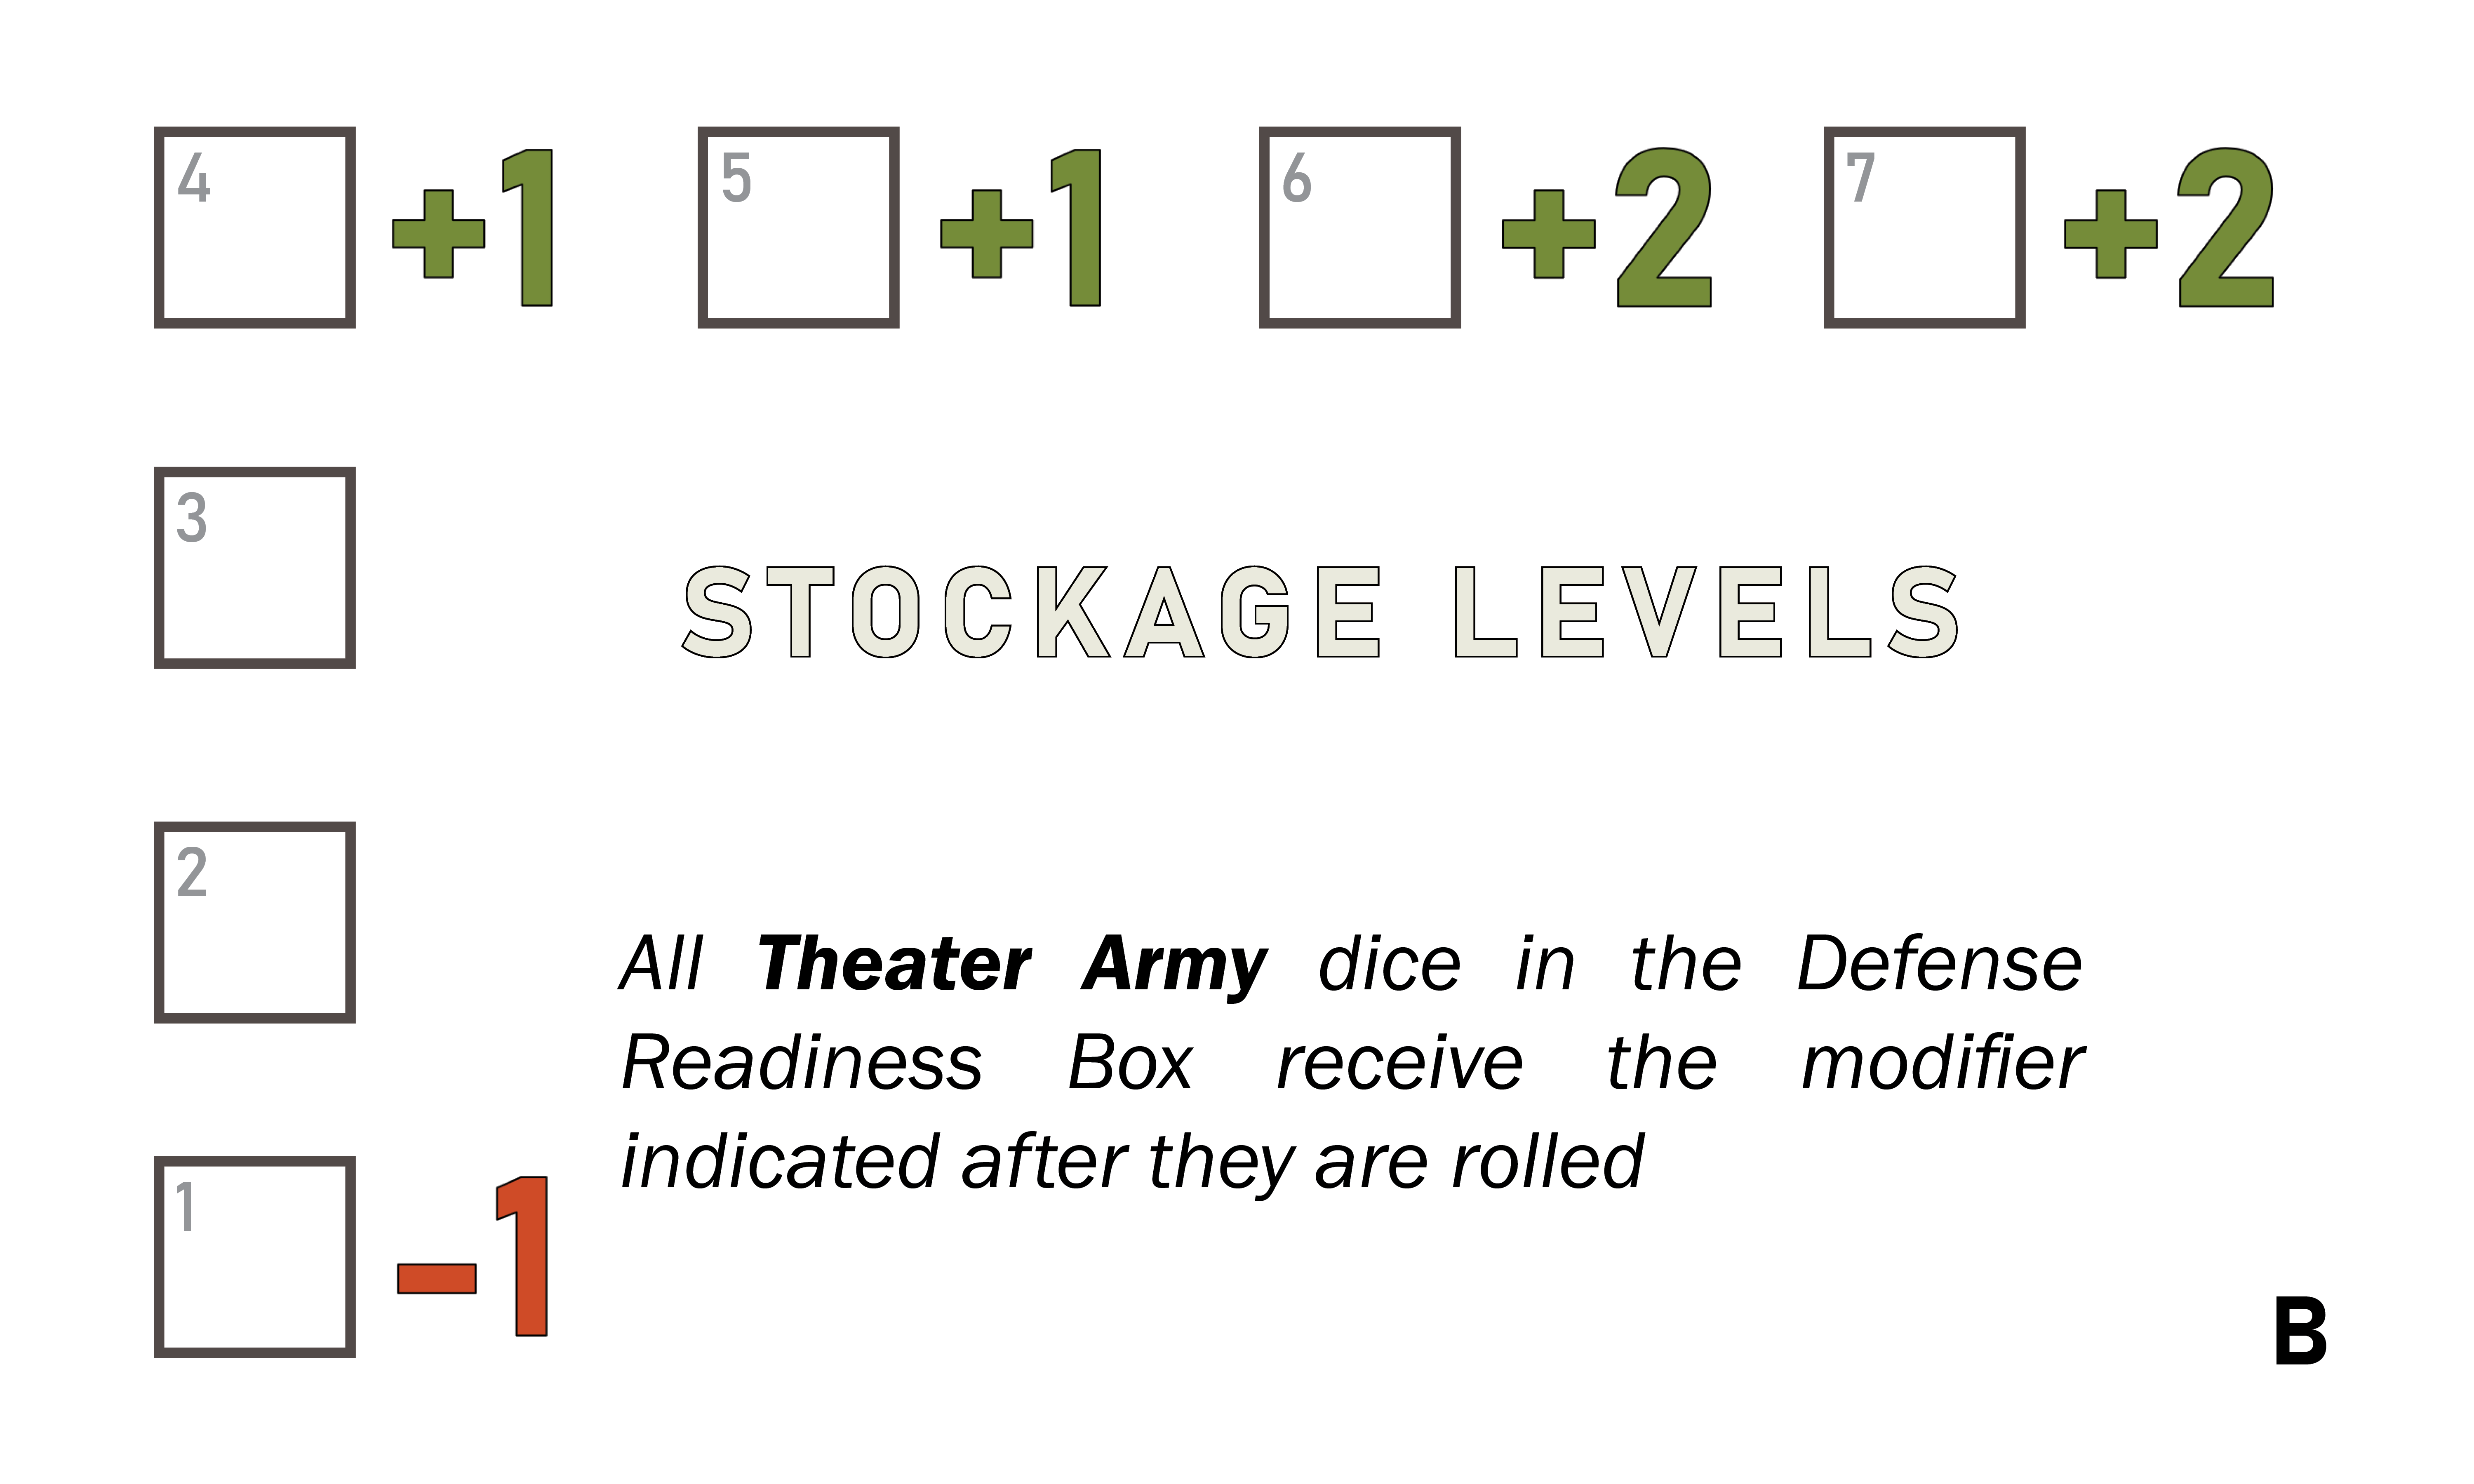 4 +1 5 +1 6 +2 7 +2
3
STOCKAGE LEVELS
2
All Theater Army dice in the Defense
Readiness Box receive the modifier
indicated after they are rolled
1 -1
B